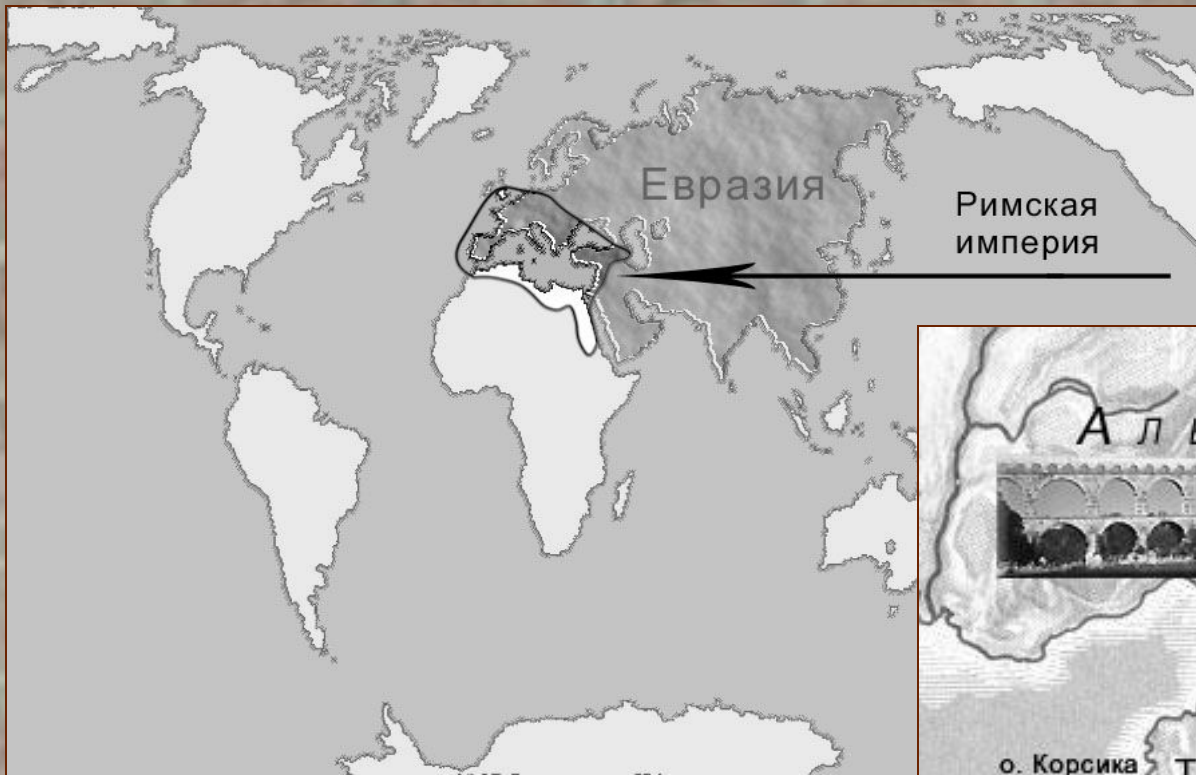 Евразия
Римская
империя
А л
о. Корсика